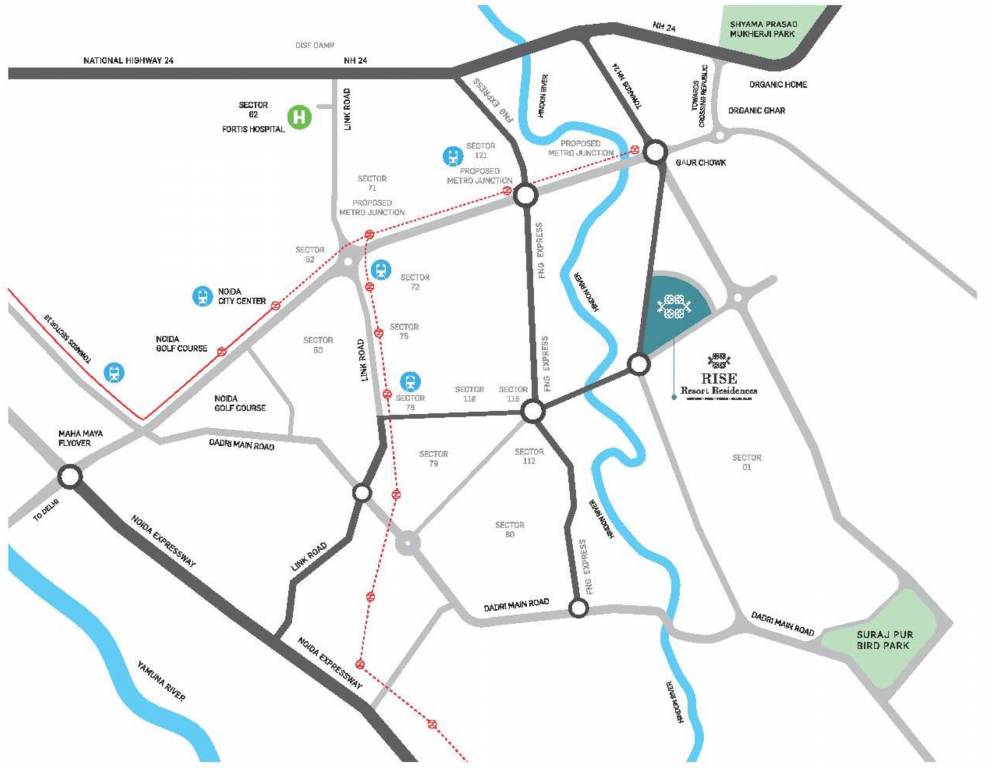 SHYAMA PRASAD
MUKHERJI PARK
NH 24
DISF DAMP
NATIONAL HIGHWAY 24
NH 24
ORGANIC HOME
TOWARDS NH 24
TOWARDS
CROSSING REPUBLIC
HINDON RIVER
FNG EXPRESS
LINK ROAD
SECTOR
62
FORTIS HOSPITAL
H
ORGANIC GHAR
SECTOR
121
PROPOSED
METRO JUNCTION
PROPOSED
METRO JUNCTION
GAUR CHOWK
SECTOR
71
PROPOSED
METRO JUNCTION
FNG EXPRESS
SECTOR
52
SECTOR
72
HINDON RIVER
NOIDA
CITY CENTER
TOWARDS SECTOR 18
NOIDA
GOLF COURSE
SECTOR
50
SECTOR
75
LINK ROAD
FNG EXPRESS
RISE
Resort Residences
NOIDA
GOLF COURSE
SECTOR
78
SECTOR
116
SECTOR
115
MAHA MAYA
FLYOVER
DADRI MAIN ROAD
SECTOR
79
SECTOR
112
SECTOR
01
TO DELHI
NOIDA EXPRESSWAY
LINK ROAD
SECTOR
80
HINDON RIVER
FNG EXPRESS
DADRI MAIN ROAD
DADRI MAIN ROAD
SURAJ PUR
BIRD PARK
NOIDA EXPRESSWAY
YAMUNA RIVER
HINDON RIVER